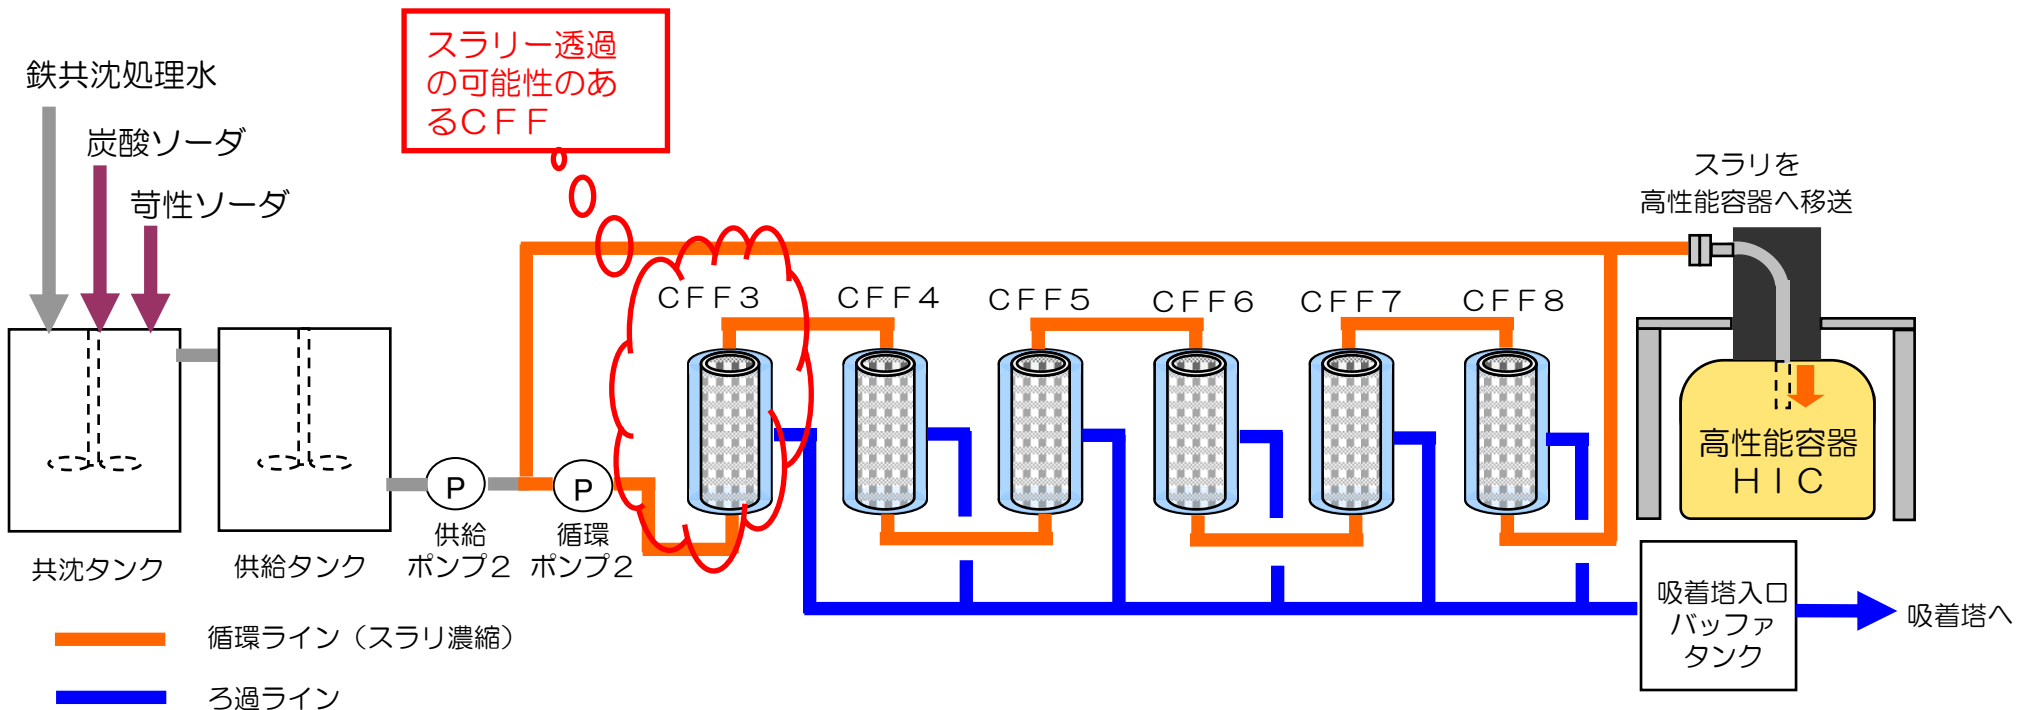 スラリー透過
の可能性のあ
るＣＦＦ
鉄共沈処理水
炭酸ソーダ
苛性ソーダ
スラリを
高性能容器へ移送
ＣＦＦ３
ＣＦＦ４
ＣＦＦ５
ＣＦＦ６
ＣＦＦ７
ＣＦＦ８
高性能容器
ＨＩＣ
P
P
供給
ポンプ２
循環
ポンプ２
共沈タンク
供給タンク
吸着塔入口
バッファ
タンク
吸着塔へ
循環ライン（スラリ濃縮）
ろ過ライン